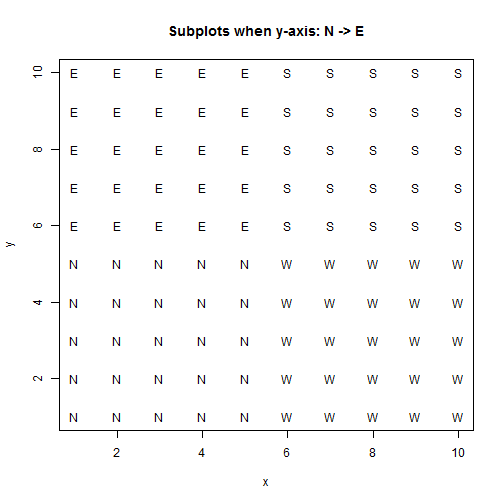 Subplots when y-axis: N -> E
10 E E E E E S S S S S
E E E E E S S S S S
8 E E E E E S S S S S
E E E E E S S S S S
6 E E E E E S S S S S
y
N N N N N W W W W W
4 N N N N N W W W W W
N N N N N W W W W W
2 N N N N N W W W W W
N N N N N W W W W W
2 4 6 8 10
x